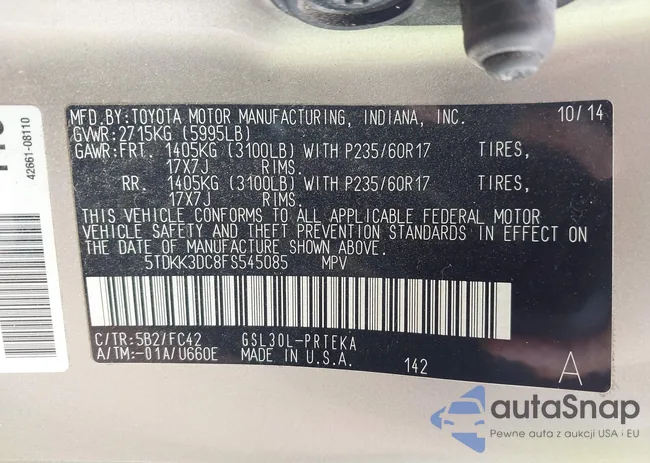 MFD.BY:TOYOTA MOTOR MANUFACTURING, INDIANA, INC. 10/14
GVWR:2715KG (5995LB)
GAWR:FRT. 1405KG (3100LB) WITH P235/60R17 TIRES,
17X7J RIMS.
RR. 1405KG (3100LB) WITH P235/60R17 TIRES,
17X7J RIMS.
THIS VEHICLE CONFORMS TO ALL APPLICABLE FEDERAL MOTOR
VEHICLE SAFETY AND THEFT PREVENTION STANDARDS IN EFFECT ON
THE DATE OF MANUFACTURE SHOWN ABOVE.
5TDKK3DC8FS545085 MPV
C/TR:5B2/FC42 GSL30L-PRTEKA
A/TM:-01A/U660E MADE IN U.S.A. 142 A
42661-08110
autaSnap
Pewne auta z aukcji USA i EU